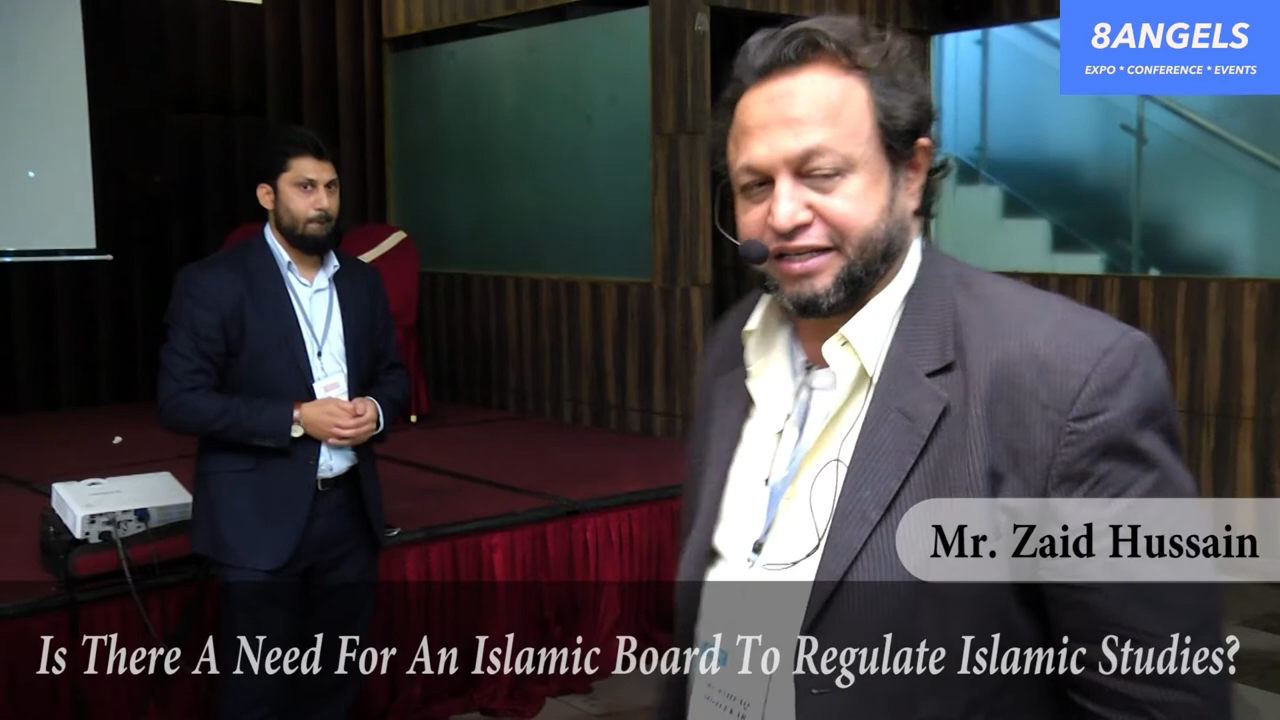 8ANGELS
EXPO * CONFERENCE * EVENTS
Mr. Zaid Hussain
Is There A Need For An Islamic Board To Regulate Islamic Studies?